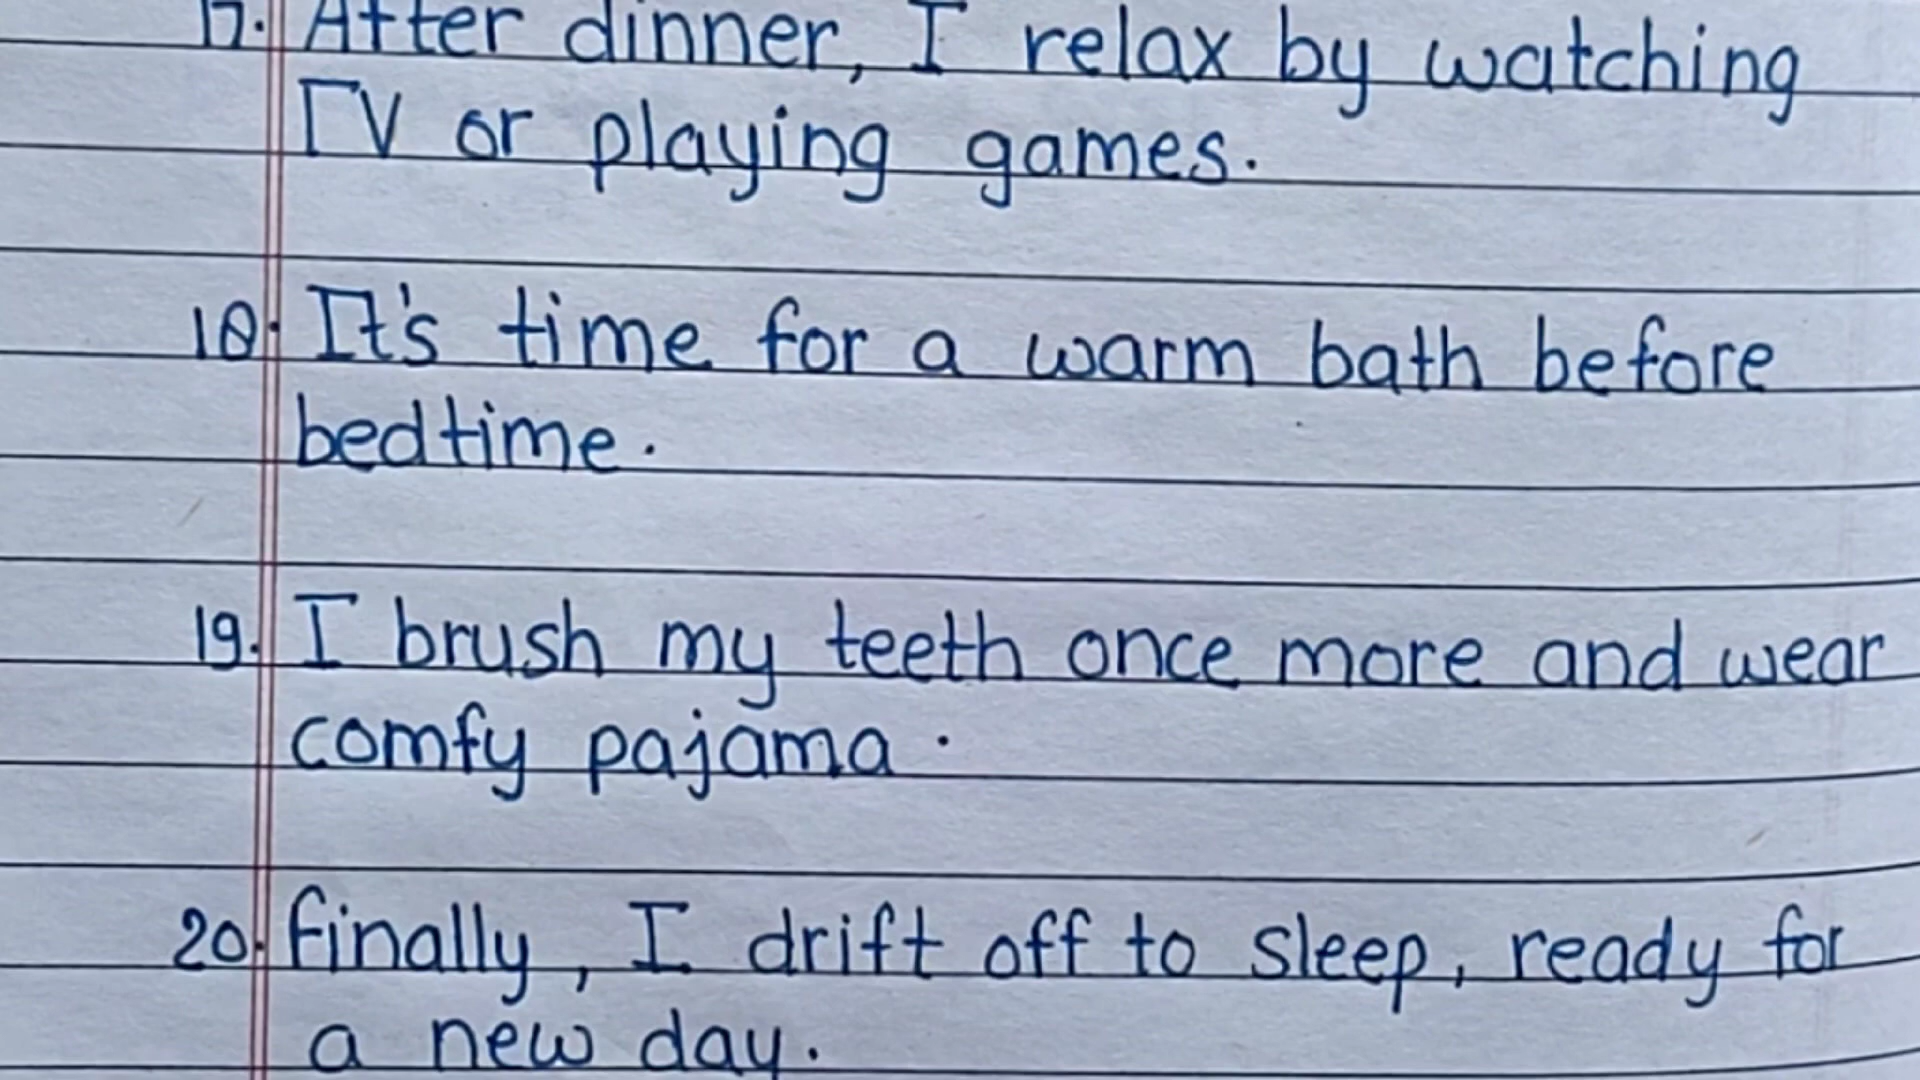 17. After dinner, I relax by watching
TV or playing games.
18. It's time for a warm bath before
bedtime.
19. I brush my teeth once more and wear
comfy pajama.
20. finally, I drift off to sleep, ready for
a new day.